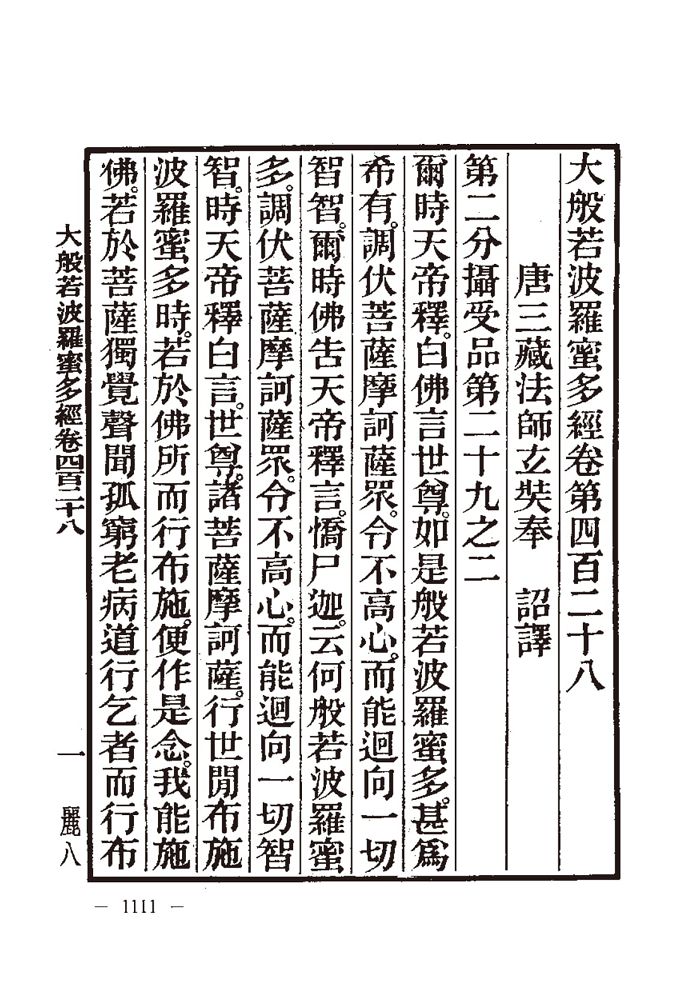 大般若波羅蜜多經卷第四百二十八
唐三藏法師玄奘奉　詔譯
第二分攝受品第二十九之二
爾時天帝釋。白佛言世尊。如是般若波羅蜜多。甚爲
希有。調伏菩薩摩訶薩眾。令不高心。而能迴向一切
智智。爾時佛告天帝釋言。憍尸迦。云何般若波羅蜜
多。調伏菩薩摩訶薩眾。令不高心。而能迴向一切智
智。時天帝釋白言。世尊。諸菩薩摩訶薩。行世閒布施
波羅蜜多時。若於佛所而行布施。便作是念。我能施
佛。若於菩薩獨覺聲聞孤窮老病道行乞者而行布
大般若波羅蜜多經卷四百二十八
一
麗八
— 1111 —